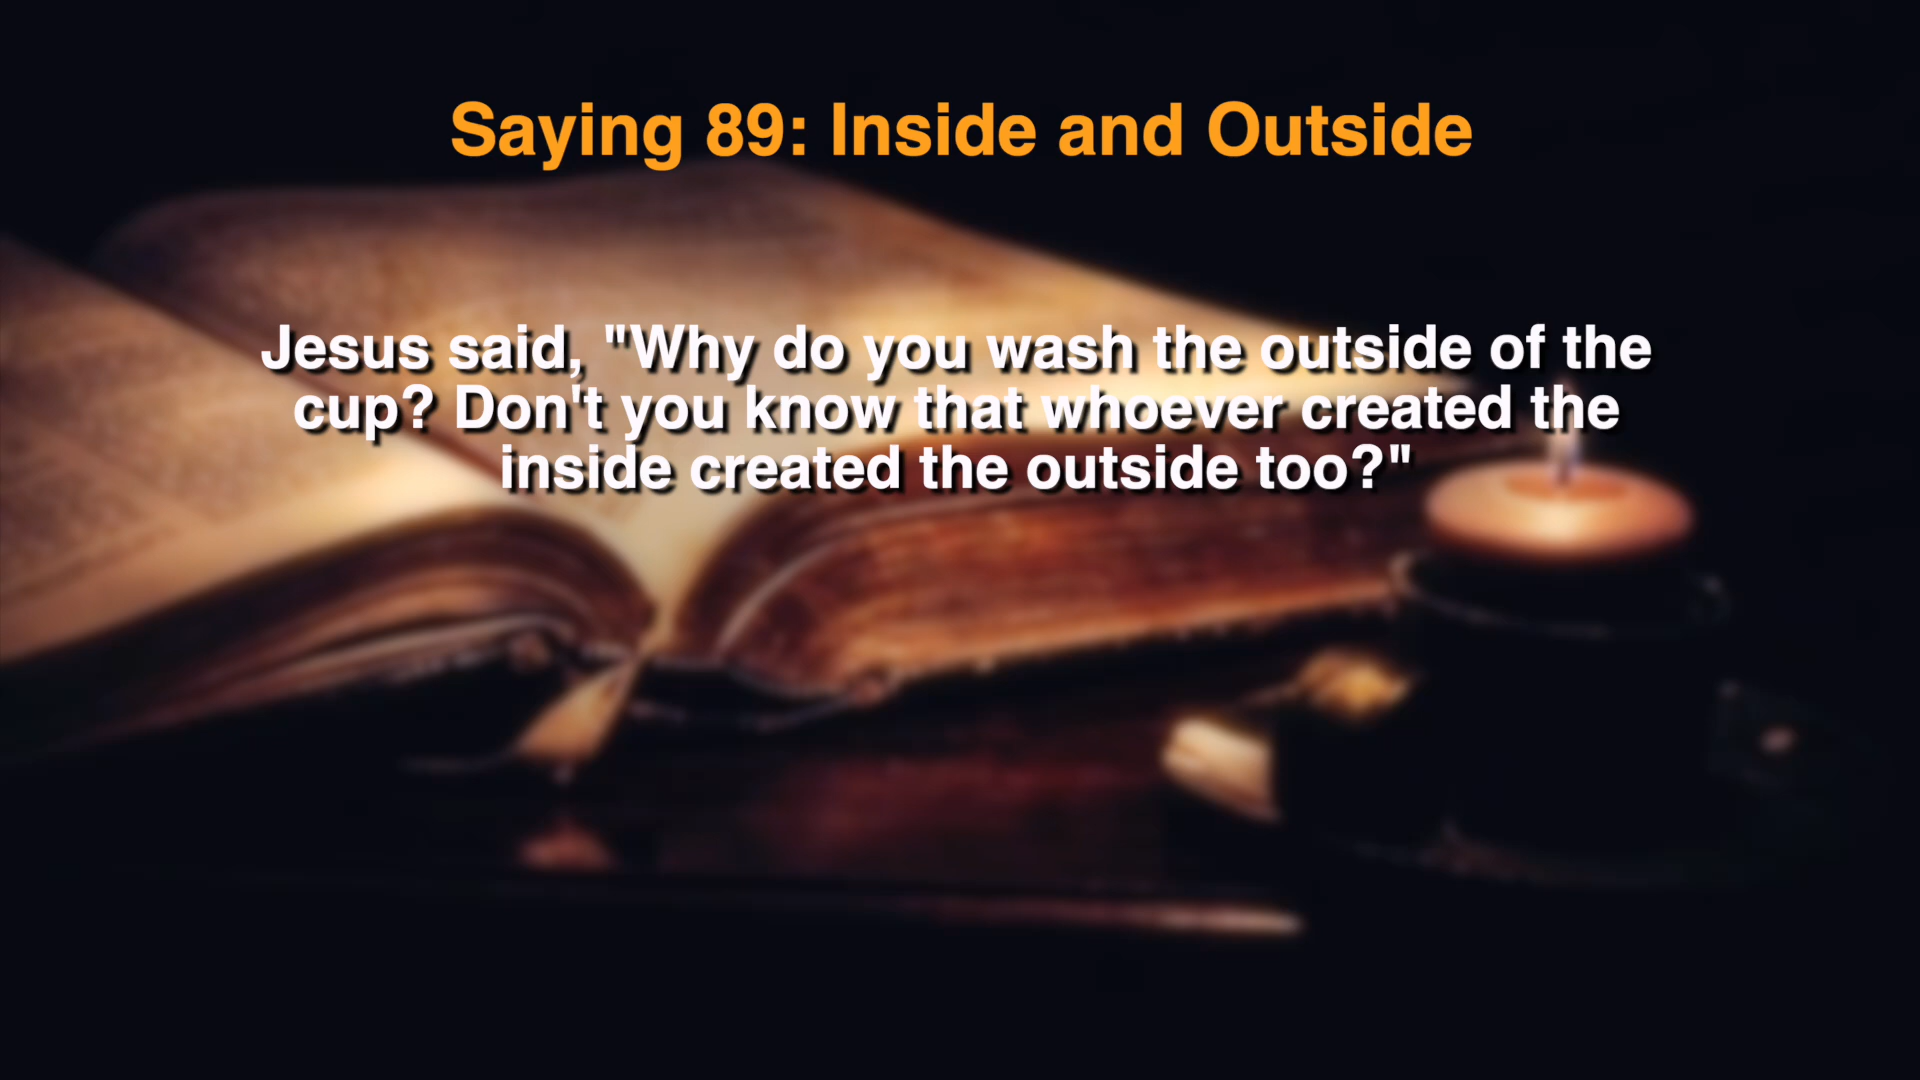 Saying 89: Inside and Outside
Jesus said, "Why do you wash the outside of the
cup? Don't you know that whoever created the
inside created the outside too?"